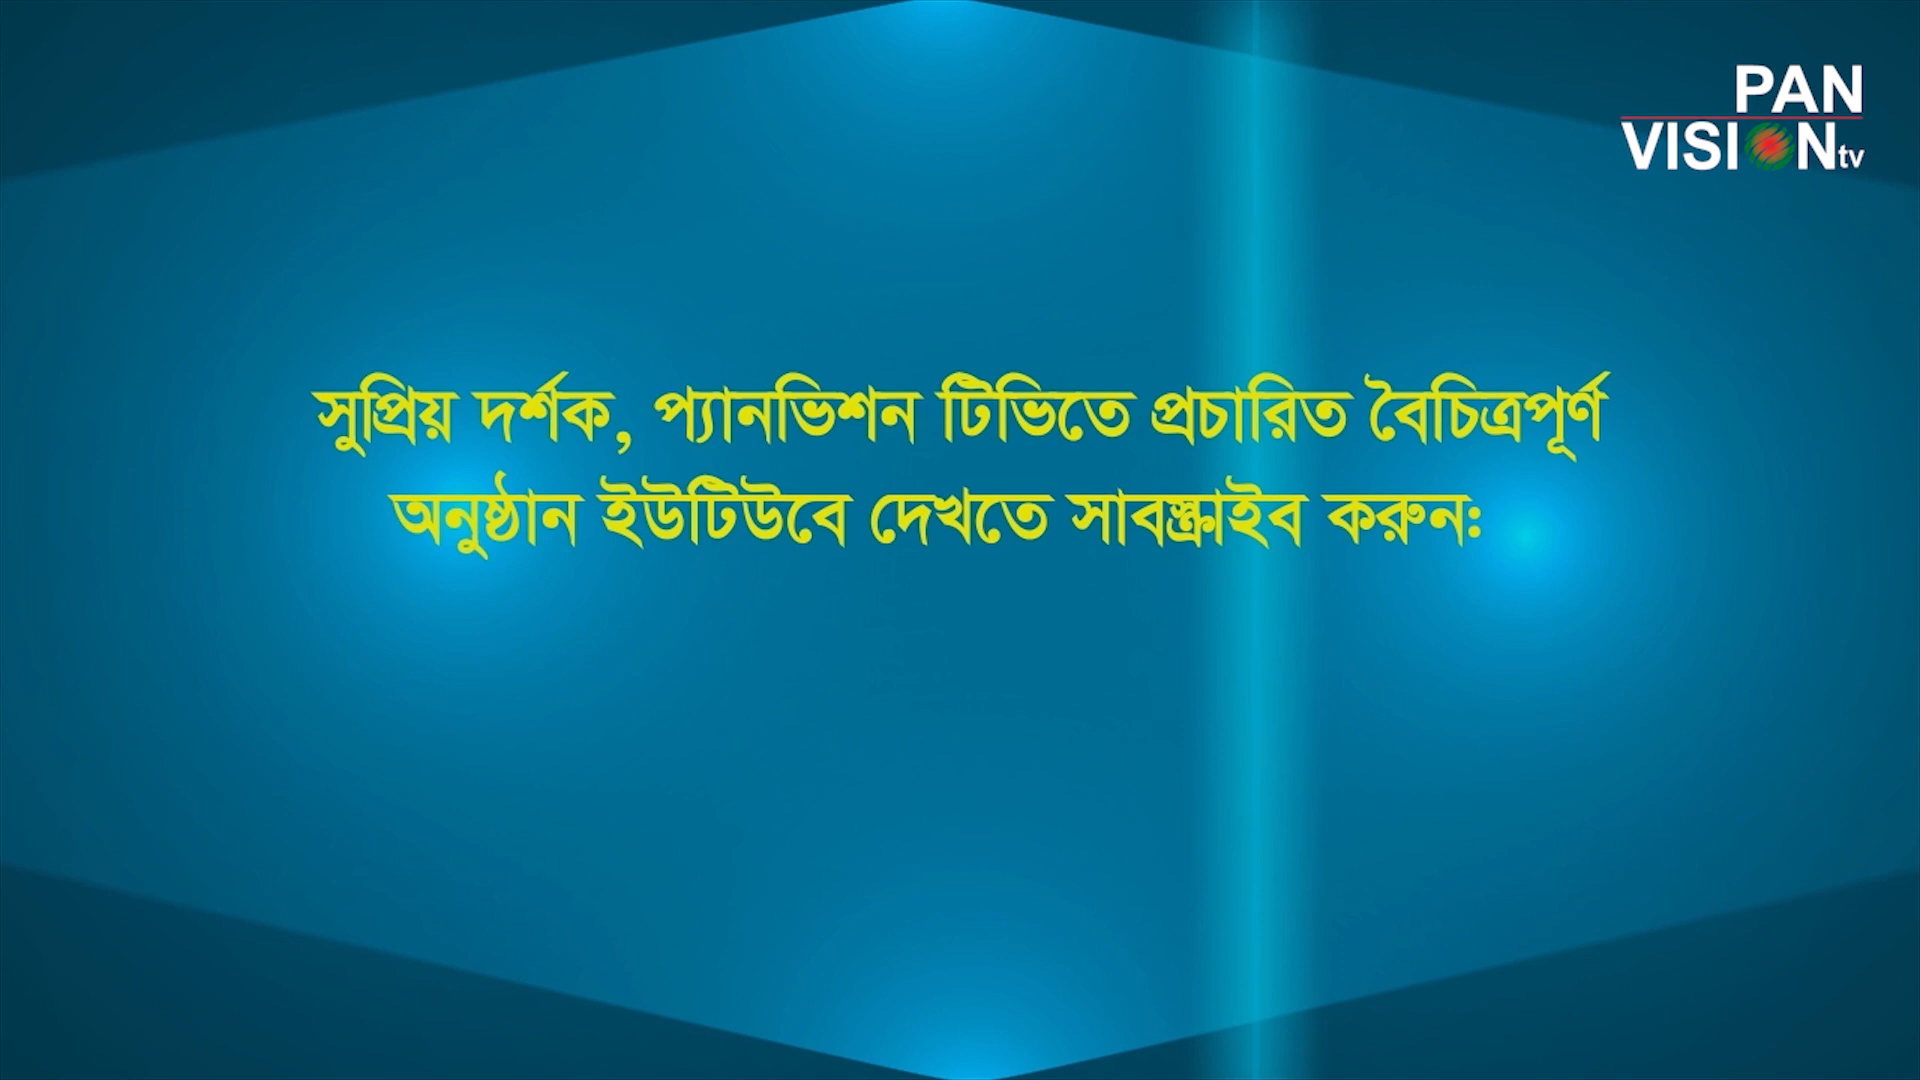 PAN
VISION tv
সুপ্রিয় দর্শক, প্যানভিশন টিভিতে প্রচারিত বৈচিত্রপূর্ণ
অনুষ্ঠান ইউটিউবে দেখতে সাবস্ক্রাইব করুনঃ